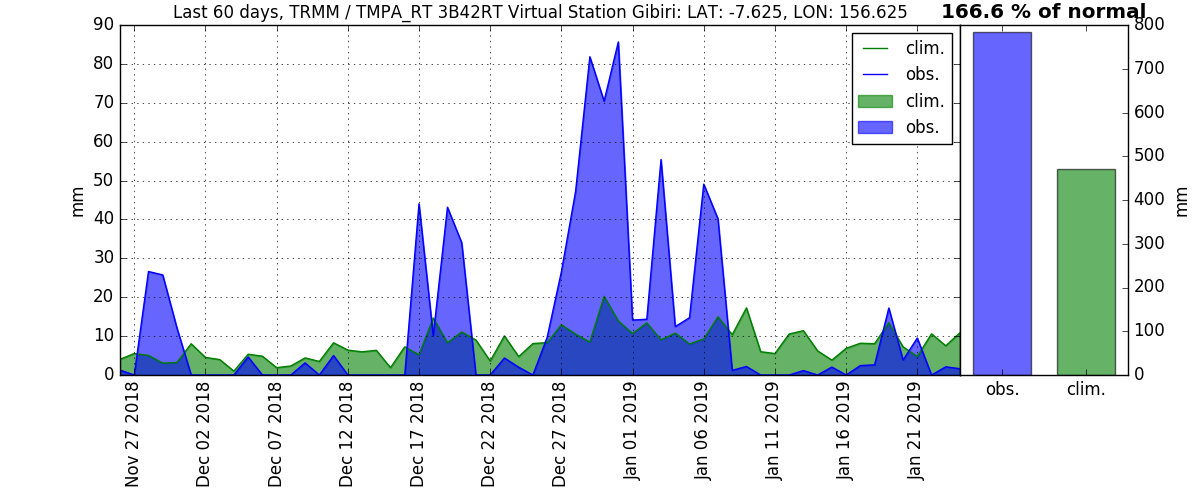 Last 60 days, TRMM / TMPA_RT 3B42RT Virtual Station Gibiri: LAT: -7.625, LON: 156.625
166.6 % of normal
90
80
70
60
50
40
30
20
10
0
mm
clim.
obs.
clim.
obs.
Nov 27 2018
Dec 02 2018
Dec 07 2018
Dec 12 2018
Dec 17 2018
Dec 22 2018
Dec 27 2018
Jan 01 2019
Jan 06 2019
Jan 11 2019
Jan 16 2019
Jan 21 2019
800
700
600
500
400
300
200
100
0
mm
obs.
clim.